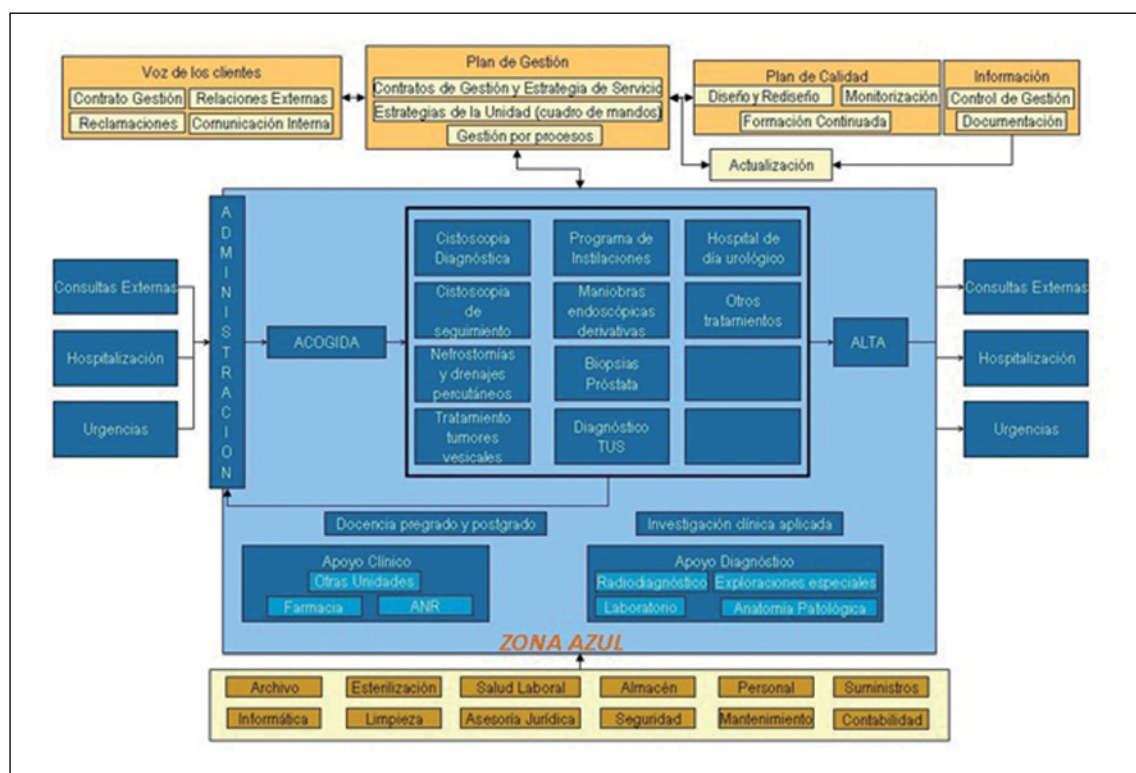 Voz de los clientes
Contrato Gestión
Relaciones Externas
Reclamaciones
Comunicación Interna
Plan de Gestión
Contratos de Gestión y Estrategia de Servicio
Estrategias de la Unidad (cuadro de mandos)
Gestión por procesos
Plan de Calidad
Diseño y Rediseño
Monitorización
Formación Continuada
Información
Control de Gestión
Documentación
Actualización
Consultas Externas
Hospitalización
Urgencias
ADMINISTRACION
ACOGIDA
Cistoscopia
Diagnóstica
Programa de
Instilaciones
Hospital de
día urológico
Cistoscopia
de
seguimiento
Maniobras
endoscópicas
derivativas
Otros
tratamientos
Nefrostomías
y drenajes
percutáneos
Biopsias
Próstata
Tratamiento
tumores
vesicales
Diagnóstico
TUS
ALTA
Consultas Externas
Hospitalización
Urgencias
Docencia pregrado y postgrado
Investigación clínica aplicada
Apoyo Clínico
Otras Unidades
Farmacia
ANR
Apoyo Diagnóstico
Radiodiagnóstico
Exploraciones especiales
Laboratorio
Anatomía Patológica
ZONA AZUL
Archivo
Esterilización
Salud Laboral
Almacén
Personal
Suministros
Informática
Limpieza
Asesoría Jurídica
Seguridad
Mantenimiento
Contabilidad